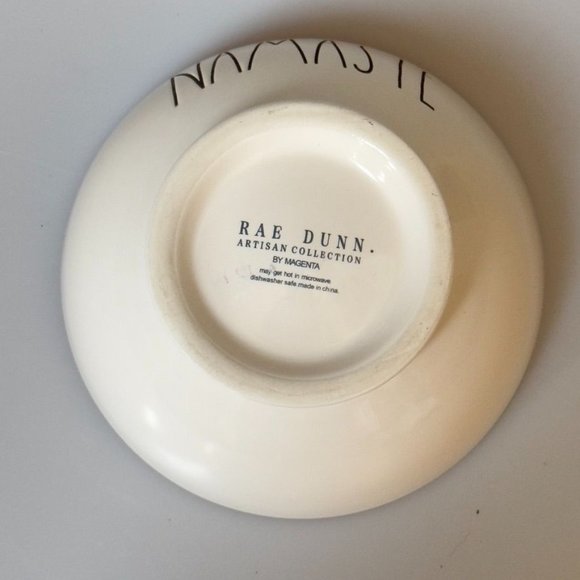 NAMASTE
RAE DUNN.
ARTISAN COLLECTION
BY MAGENTA
may get hot in microwave.
dishwasher safe.made in china.